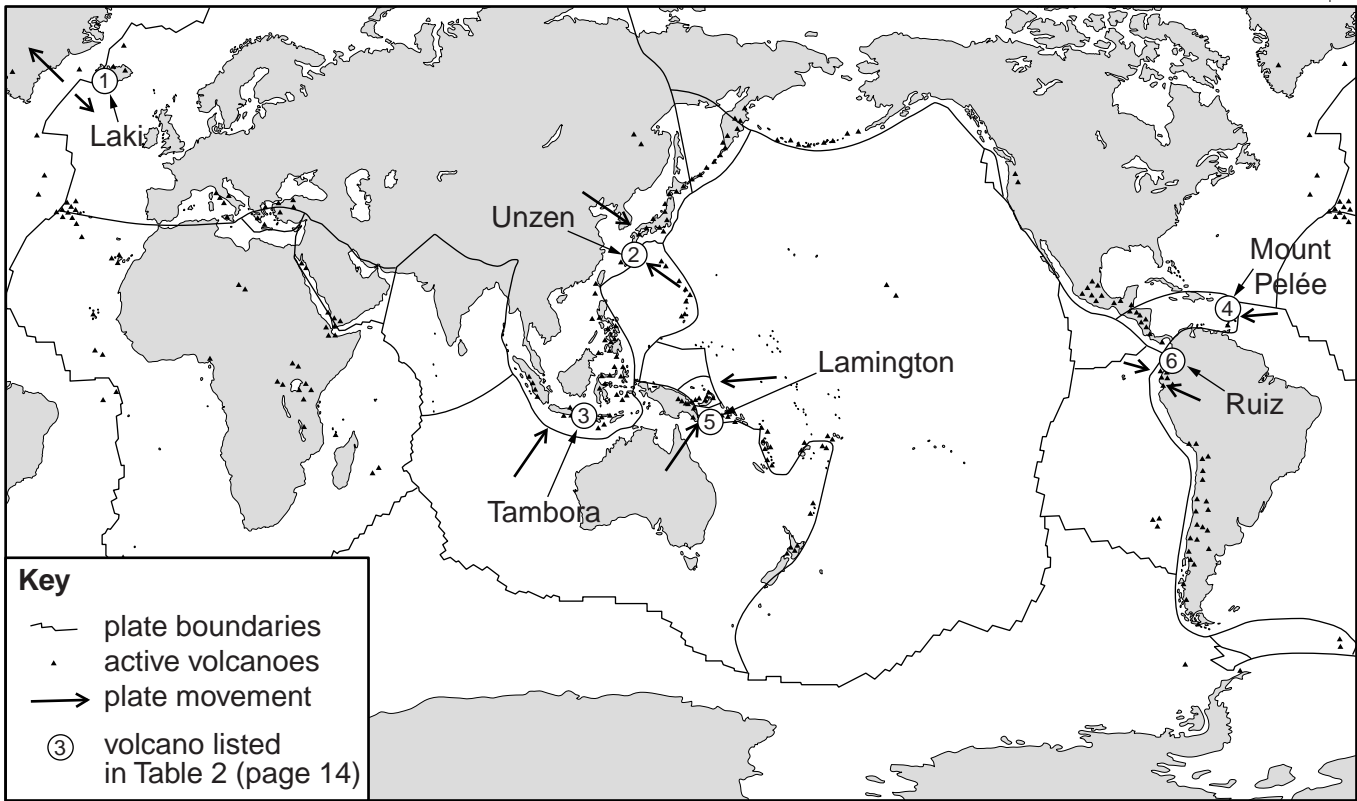 1
Laki
Unzen
2
Mount
Pelée
4
Lamington
6
Ruiz
3
5
Tambora
Key
plate boundaries
active volcanoes
plate movement
3
volcano listed
in Table 2 (page 14)